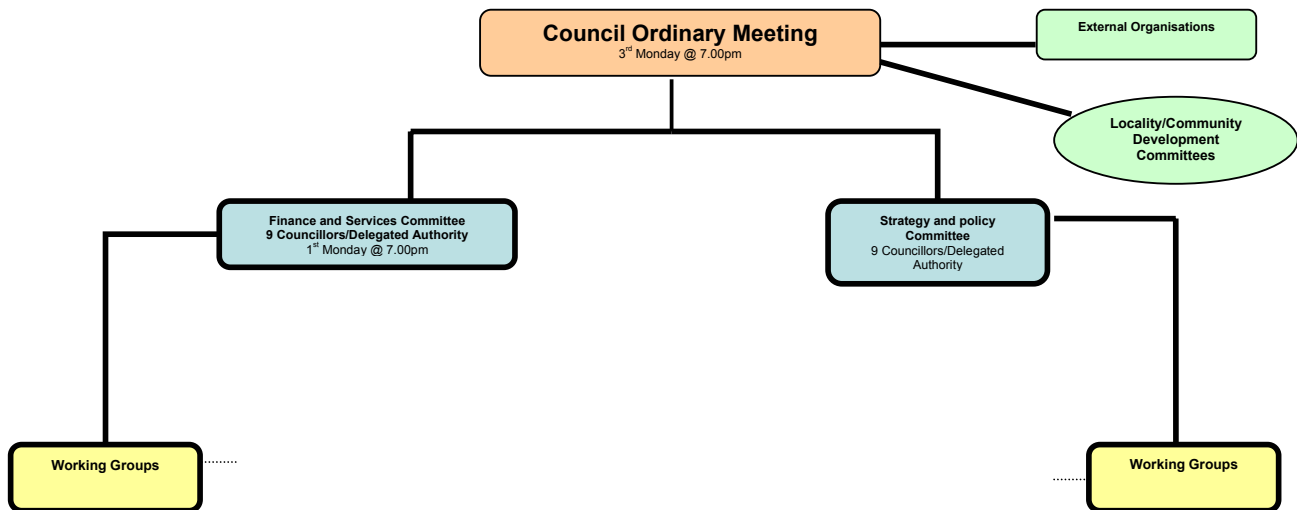 Council Ordinary Meeting
3rd Monday @ 7.00pm
External Organisations
Locality/Community
Development
Committees
Finance and Services Committee
9 Councillors/Delegated Authority
1st Monday @ 7.00pm
Strategy and policy
Committee
9 Councillors/Delegated
Authority
Working Groups
Working Groups